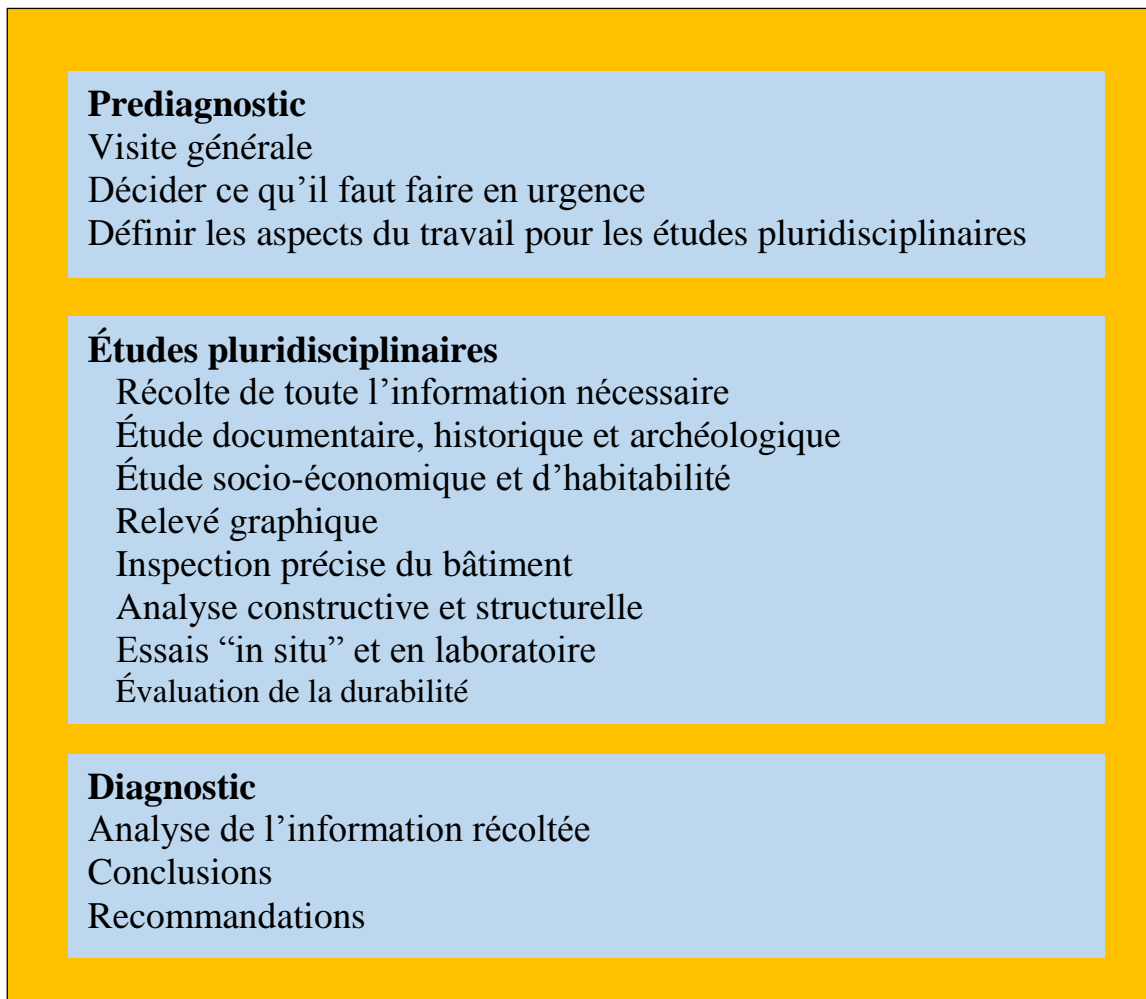 Prediagnostic
Visite générale
Décider ce qu’il faut faire en urgence
Définir les aspects du travail pour les études pluridisciplinaires
Études pluridisciplinaires
Récolte de toute l’information nécessaire
Étude documentaire, historique et archéologique
Étude socio-économique et d’habitabilité
Relevé graphique
Inspection précise du bâtiment
Analyse constructive et structurelle
Essais “in situ” et en laboratoire
Évaluation de la durabilité
Diagnostic
Analyse de l’information récoltée
Conclusions
Recommandations